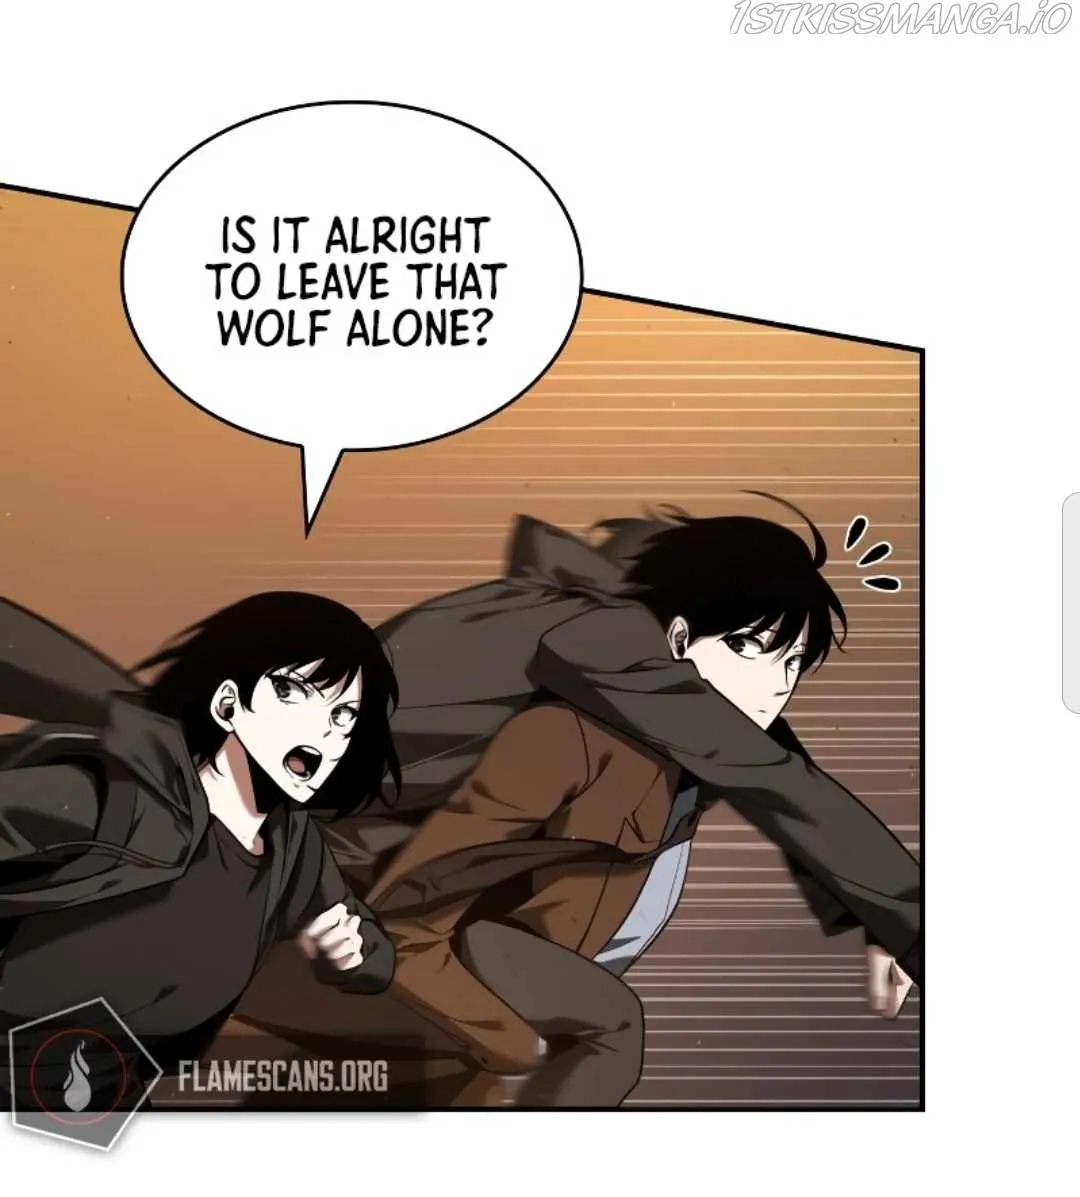 1STKISSMANGA.IO
IS IT ALRIGHT
TO LEAVE THAT
WOLF ALONE?
FLAMESCANS.ORG